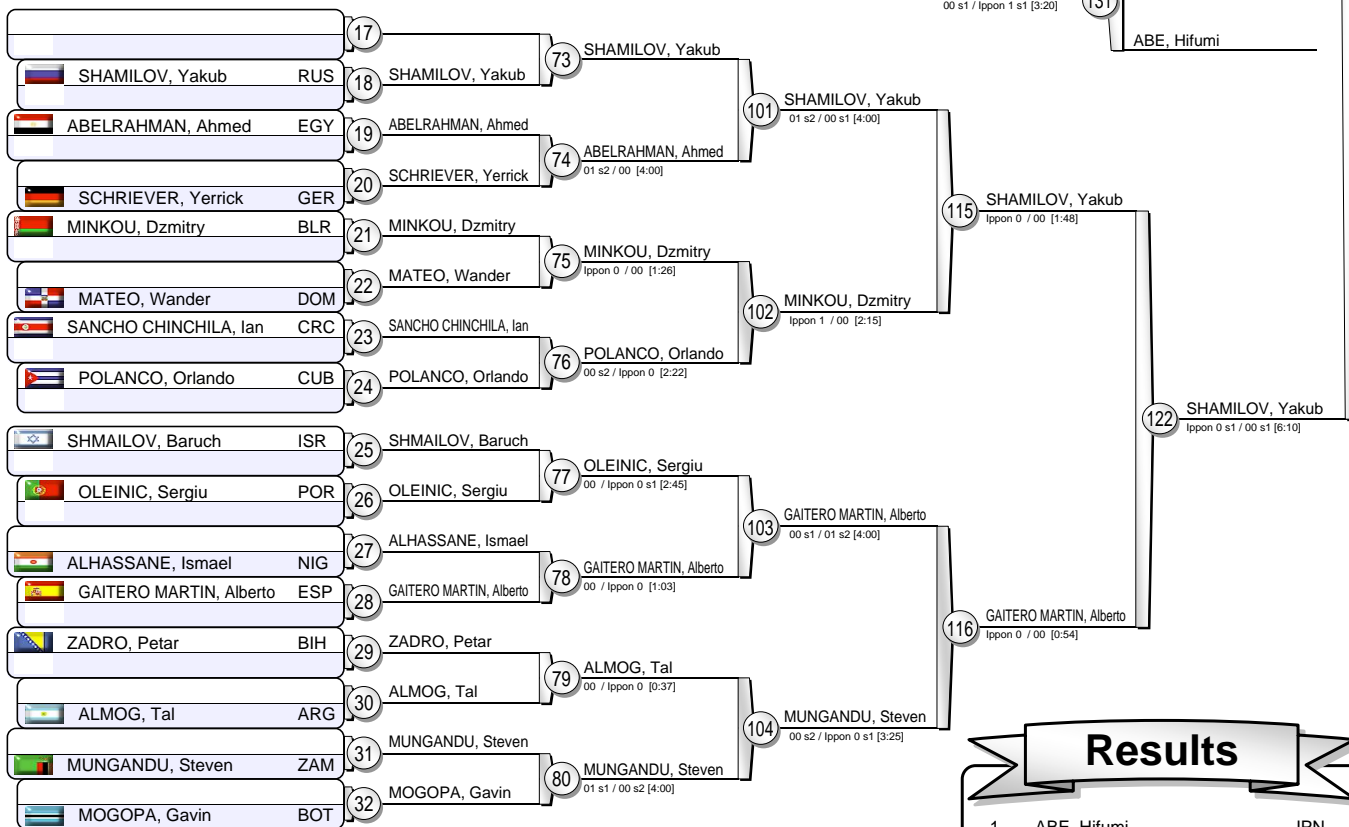 00 s1 / Ippon 1 s1 [3:20]
131
ABE, Hifumi
17
SHAMILOV, Yakub RUS 18
ABELRAHMAN, Ahmed EGY 19
20
SCHRIEVER, Yerrick GER
MINKOU, Dzmitry BLR 21
22
MATEO, Wander DOM
SANCHO CHINCHILA, Ian CRC 23
POLANCO, Orlando CUB 24
SHMAILOV, Baruch ISR 25
OLEINIC, Sergiu POR 26
27
ALHASSANE, Ismael NIG
GAITERO MARTIN, Alberto ESP 28
ZADRO, Petar BIH 29
30
ALMOG, Tal ARG
31
MUNGANDU, Steven ZAM
32
MOGOPA, Gavin BOT
SHAMILOV, Yakub
ABELRAHMAN, Ahmed
SCHRIEVER, Yerrick
MINKOU, Dzmitry
MATEO, Wander
SANCHO CHINCHILA, Ian
POLANCO, Orlando
SHMAILOV, Baruch
OLEINIC, Sergiu
ALHASSANE, Ismael
GAITERO MARTIN, Alberto
ZADRO, Petar
ALMOG, Tal
MUNGANDU, Steven
MOGOPA, Gavin
73 SHAMILOV, Yakub
74 ABELRAHMAN, Ahmed
01 s2 / 00 [4:00]
75 MINKOU, Dzmitry
Ippon 0 / 00 [1:26]
76 POLANCO, Orlando
00 s2 / Ippon 0 [2:22]
77 OLEINIC, Sergiu
00 / Ippon 0 s1 [2:45]
78 GAITERO MARTIN, Alberto
00 / Ippon 0 [1:03]
79 ALMOG, Tal
00 / Ippon 0 [0:37]
80 MUNGANDU, Steven
01 s1 / 00 s2 [4:00]
101 SHAMILOV, Yakub
01 s2 / 00 s1 [4:00]
102 MINKOU, Dzmitry
Ippon 1 / 00 [2:15]
103 GAITERO MARTIN, Alberto
00 s1 / 01 s2 [4:00]
104 MUNGANDU, Steven
00 s2 / Ippon 0 s1 [3:25]
115 SHAMILOV, Yakub
Ippon 0 / 00 [1:48]
116 GAITERO MARTIN, Alberto
Ippon 0 / 00 [0:54]
122 SHAMILOV, Yakub
Ippon 0 s1 / 00 s1 [6:10]
Results
1 ABE, Hifumi JPN